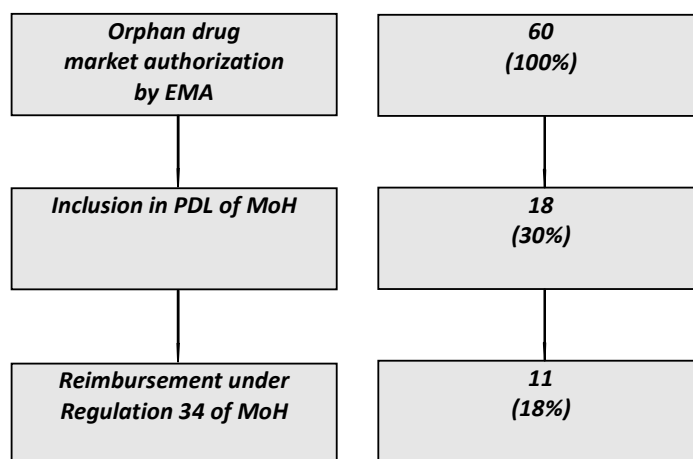 Orphan drug
market authorization
by EMA
60
(100%)
Inclusion in PDL of MoH
18
(30%)
Reimbursement under
Regulation 34 of MoH
11
(18%)